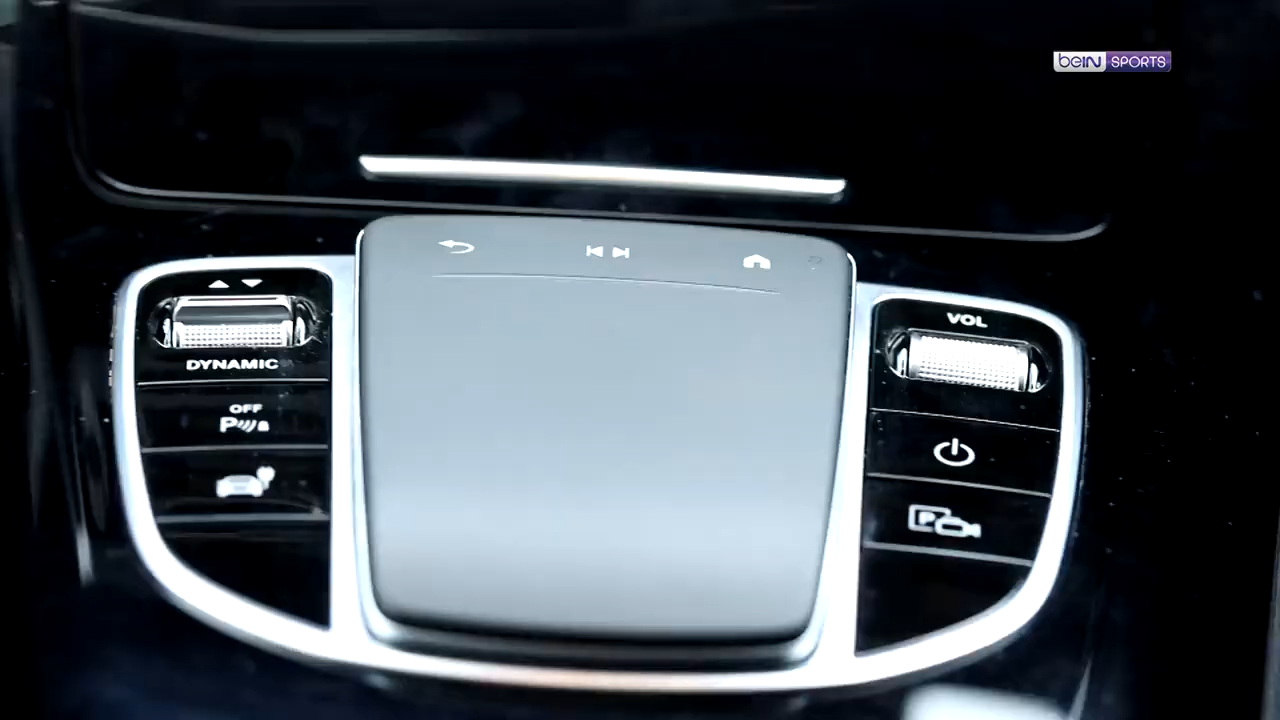 beIN SPORTS
DYNAMIC
OFF
P
VOL
P